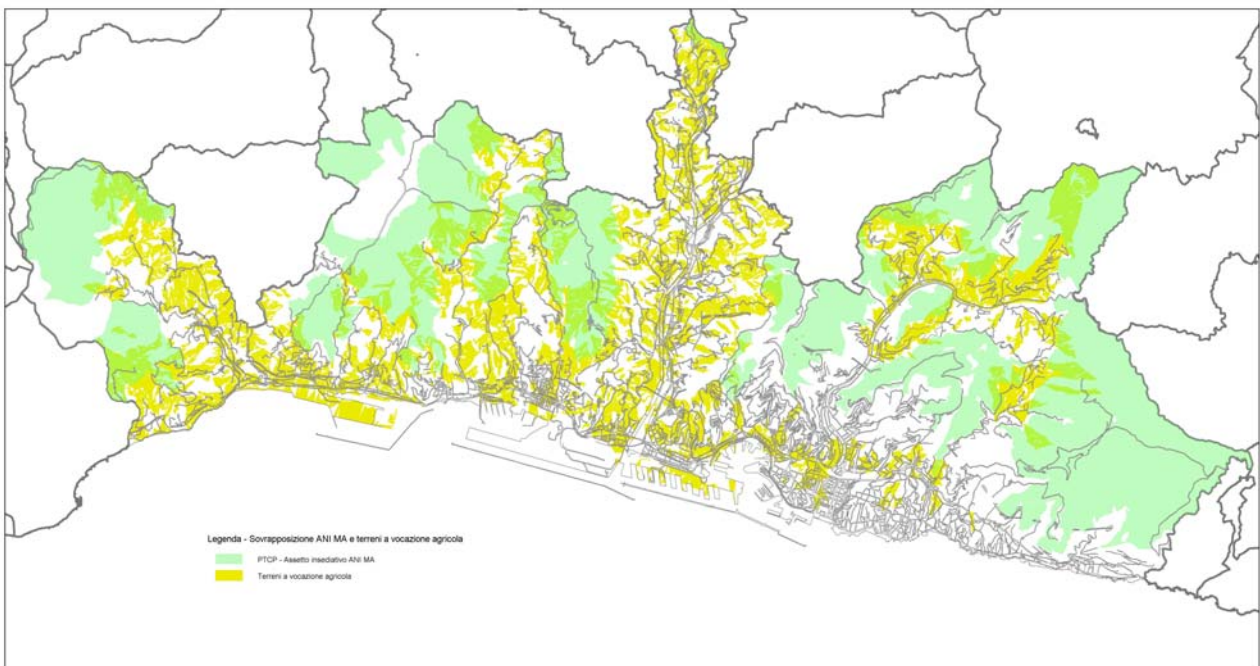 Legenda - Sovrapposizione ANI MA e terreni a vocazione agricola
PTCP - Assetto insediativo ANI MA
Terreni a vocazione agricola